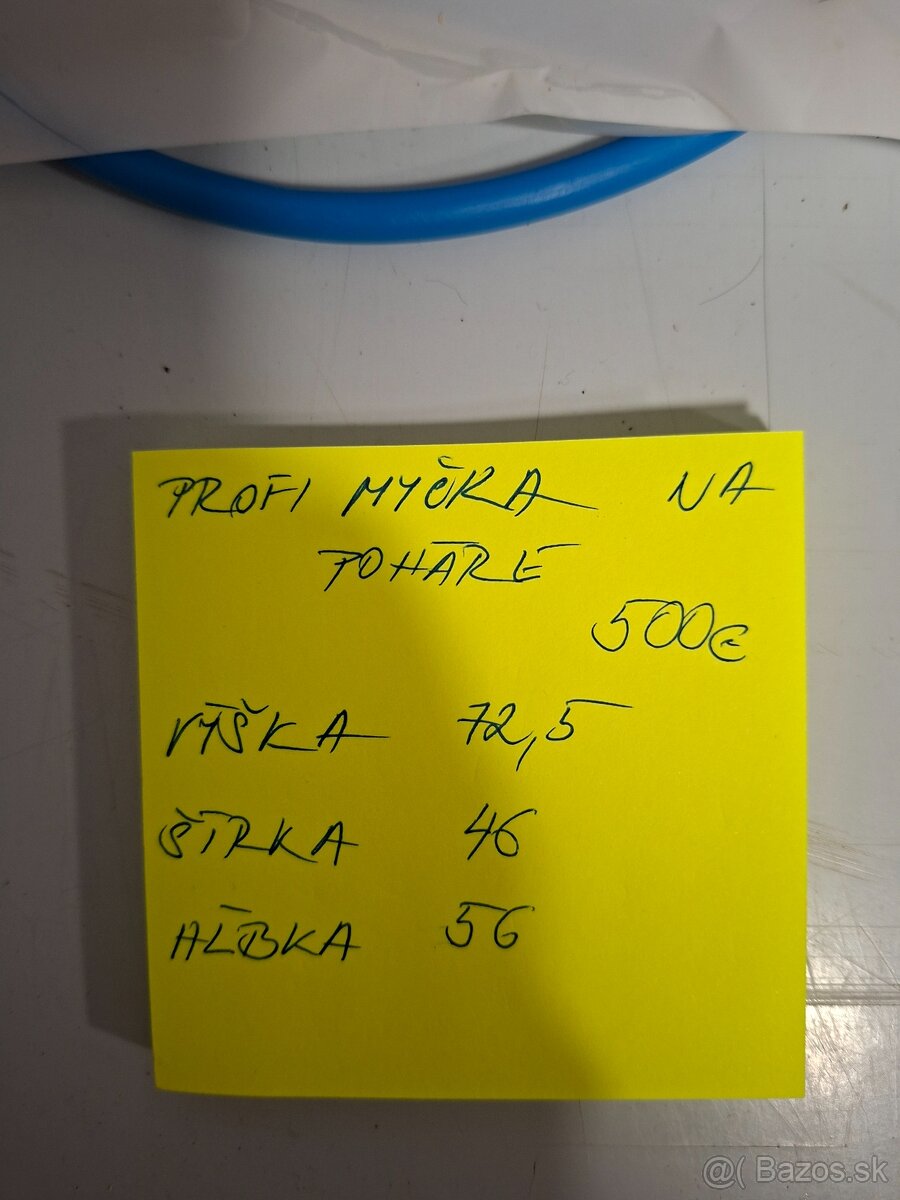 PROFI MYČKA NA
POHÁRE
500€
VÝŠKA 72,5
ŠÍRKA 46
HĹBKA 56
@( Bazos.sk